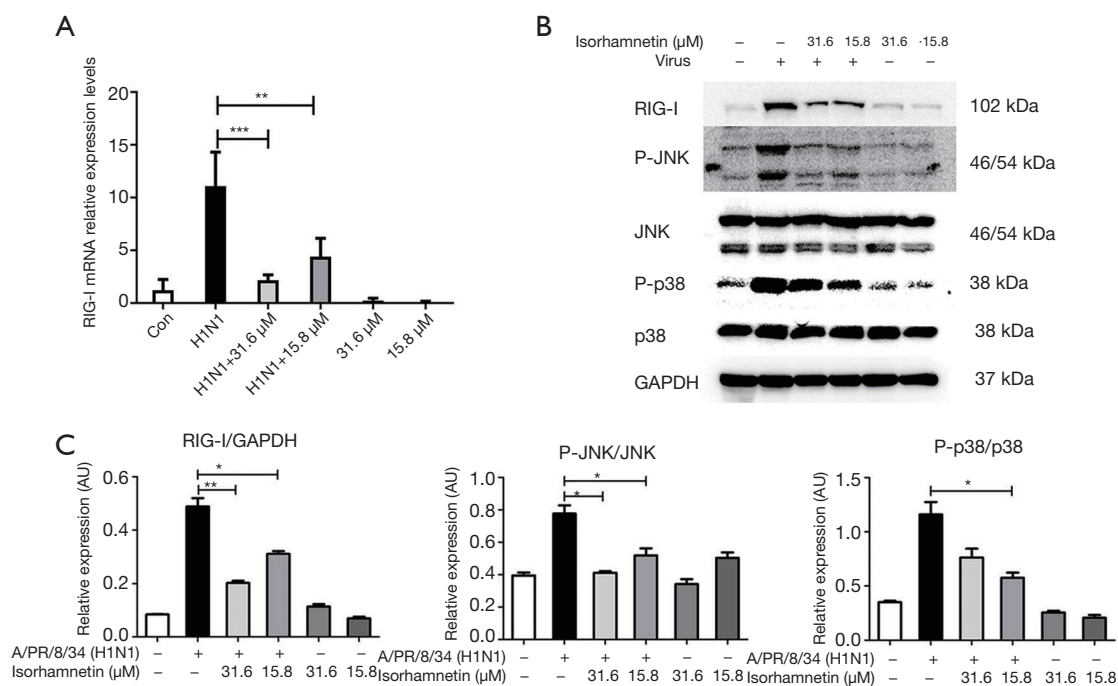 A
RIG-I mRNA relative expression levels
20
15
10
5
0
**
***
Con
H1N1
H1N1+31.6 μM
H1N1+15.8 μM
31.6 μM
15.8 μM
B
Isorhamnetin (μM) – – 31.6 15.8 31.6 ·15.8
Virus – + + + – –
RIG-I 102 kDa
P-JNK 46/54 kDa
JNK 46/54 kDa
P-p38 38 kDa
p38 38 kDa
GAPDH 37 kDa
C
RIG-I/GAPDH
Relative expression (AU)
0.6
0.4
0.2
0.0
*
**
A/PR/8/34 (H1N1) – + + + – –
Isorhamnetin (μM) – – 31.6 15.8 31.6 15.8
P-JNK/JNK
Relative expression (AU)
1.0
0.8
0.6
0.4
0.2
0.0
*
*
A/PR/8/34 (H1N1) – + + + – –
Isorhamnetin (μM) – – 31.6 15.8 31.6 15.8
P-p38/p38
Relative expression (AU)
1.5
1.0
0.5
0.0
*
A/PR/8/34 (H1N1) – + + + – –
Isorhamnetin (μM) – – 31.6 15.8 31.6 15.8